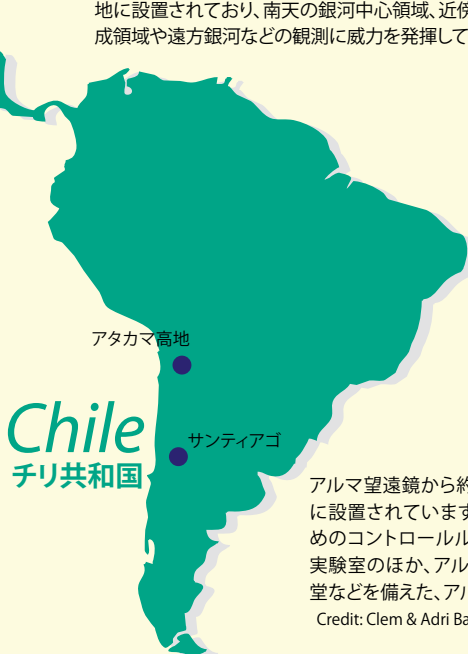 地に設置されており、南天の銀河中心領域、近傍
成領域や遠方銀河などの観測に威力を発揮して
アタカマ高地
Chile
チリ共和国
サンティアゴ
アルマ望遠鏡から約
に設置されています
めのコントロールル
実験室のほか、アル
堂などを備えた、アル
Credit: Clem & Adri Ba